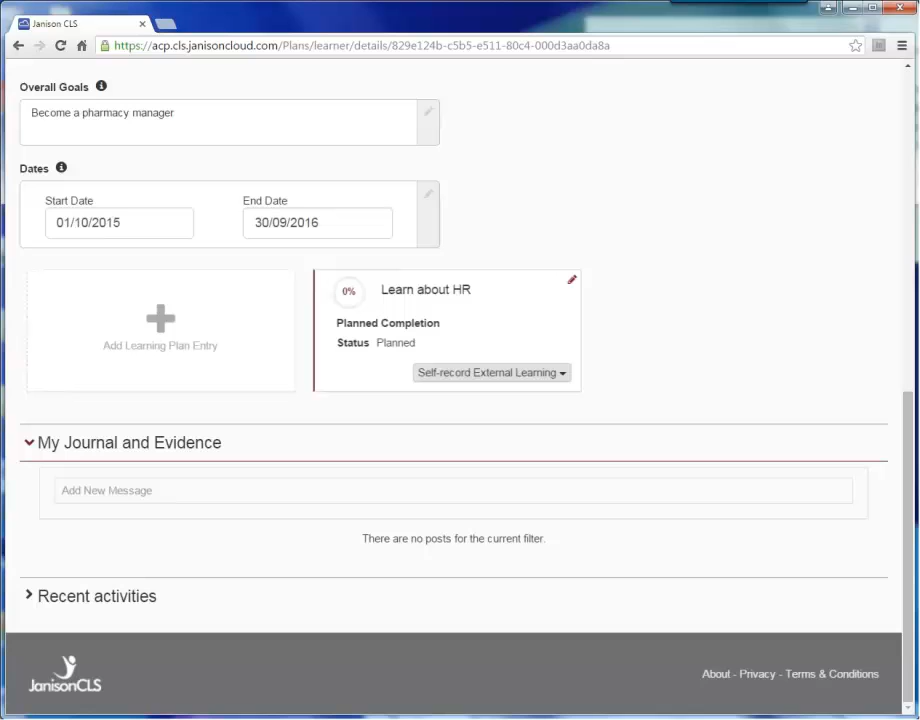 Janison CLS
https://acp.cls.janisoncloud.com/Plans/learner/details/829e124b-c5b5-e511-80c4-000d3aa0da8a
Overall Goals
Become a pharmacy manager
Dates
Start Date
End Date
01/10/2015
30/09/2016
Add Learning Plan Entry
0%
Learn about HR
Planned Completion
Status Planned
Self-record External Learning
My Journal and Evidence
Add New Message
There are no posts for the current filter.
Recent activities
JanisonCLS
About - Privacy - Terms & Conditions